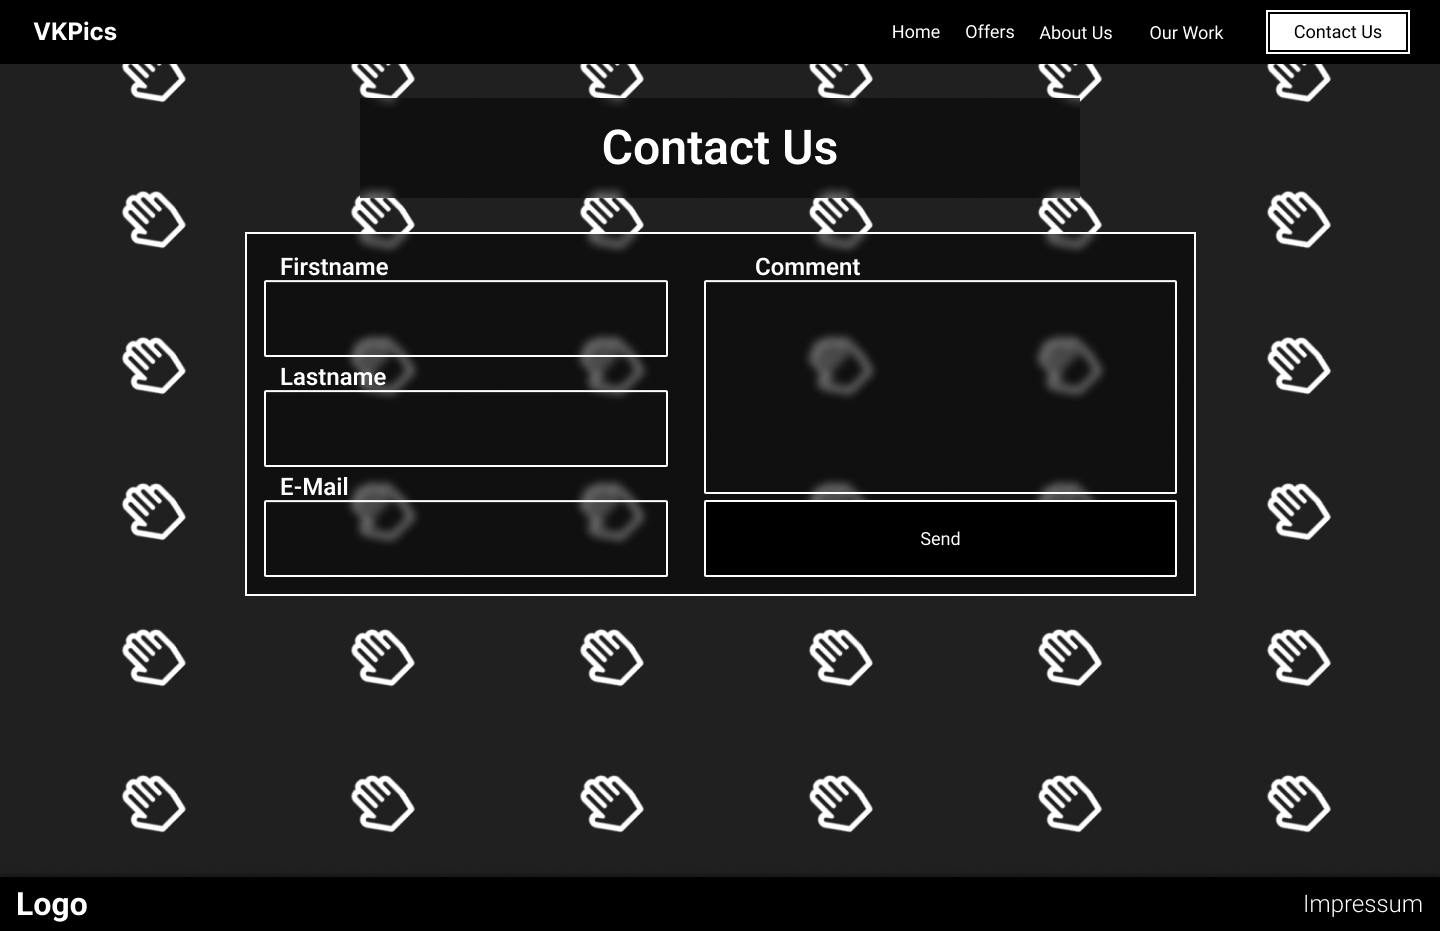 VKPics
Home Offers About Us Our Work Contact Us
Contact Us
Firstname
Lastname
E-Mail
Comment
Send
Logo
Impressum